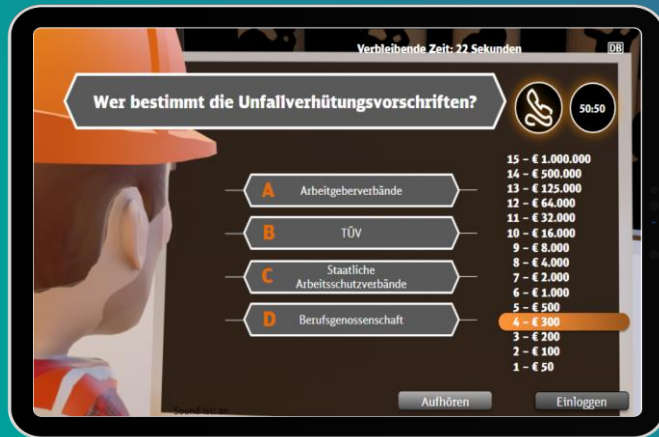 Verbleibende Zeit: 22 Sekunden
DB
Wer bestimmt die Unfallverhütungsvorschriften?
50:50
A Arbeitgeberverbände
B TÜV
C Staatliche
Arbeitsschutzverbände
D Berufsgenossenschaft
15 – € 1.000.000
14 – € 500.000
13 – € 125.000
12 – € 64.000
11 – € 32.000
10 – € 16.000
9 – € 8.000
8 – € 4.000
7 – € 2.000
6 – € 1.000
5 – € 500
4 – € 300
3 – € 200
2 – € 100
1 – € 50
Aufhören
Einloggen